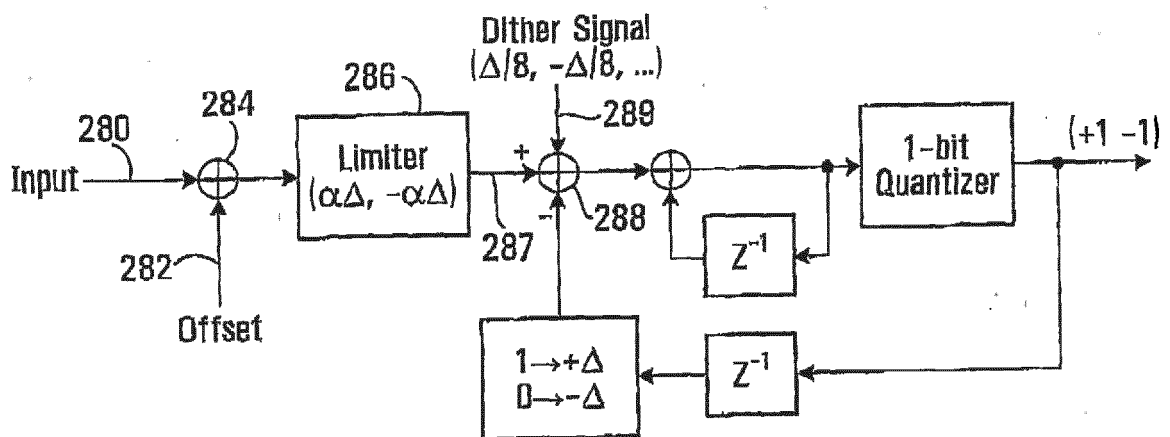 Dither Signal
(Δ/8, -Δ/8, ...)
286
284
289
280
(+1 -1)
Input
Limiter
(αΔ, -αΔ)
+
-
1-bit
Quantizer
288
287
282
Z⁻¹
Offset
1→+Δ
0→-Δ
Z⁻¹